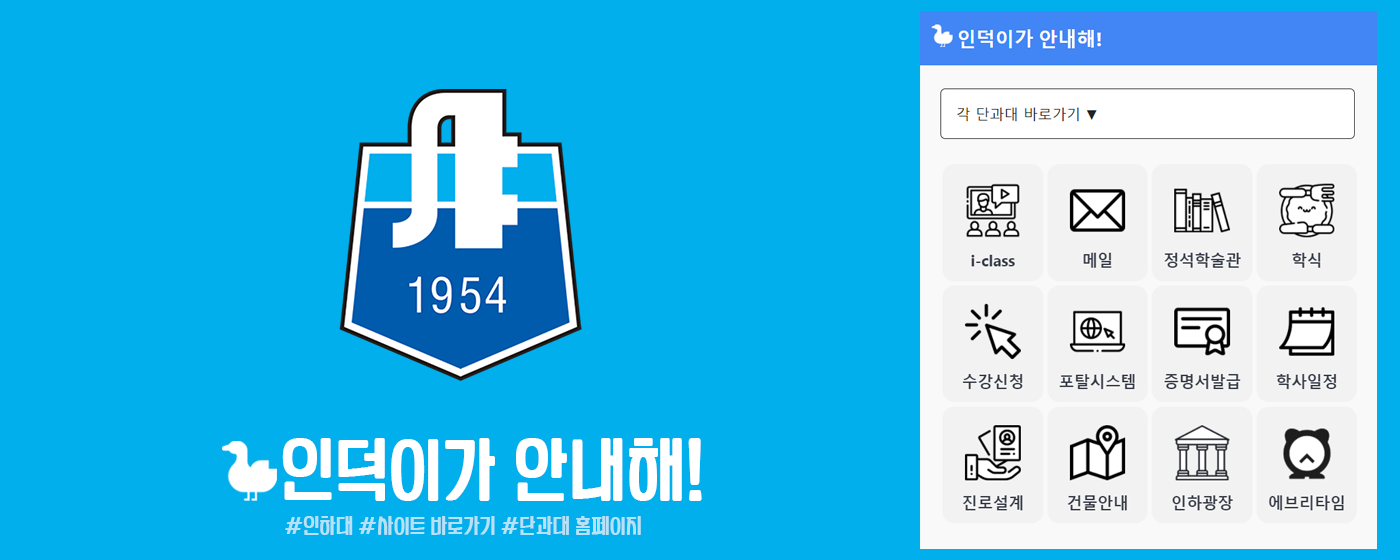 1954
인덕이가 안내해!
#인하대 #사이트 바로가기 #단과대 홈페이지
인덕이가 안내해!
각 단과대 바로가기 ▼
i-class 메일 정석학술관 학식
수강신청 포탈시스템 증명서발급 학사일정
진로설계 건물안내 인하광장 에브리타임